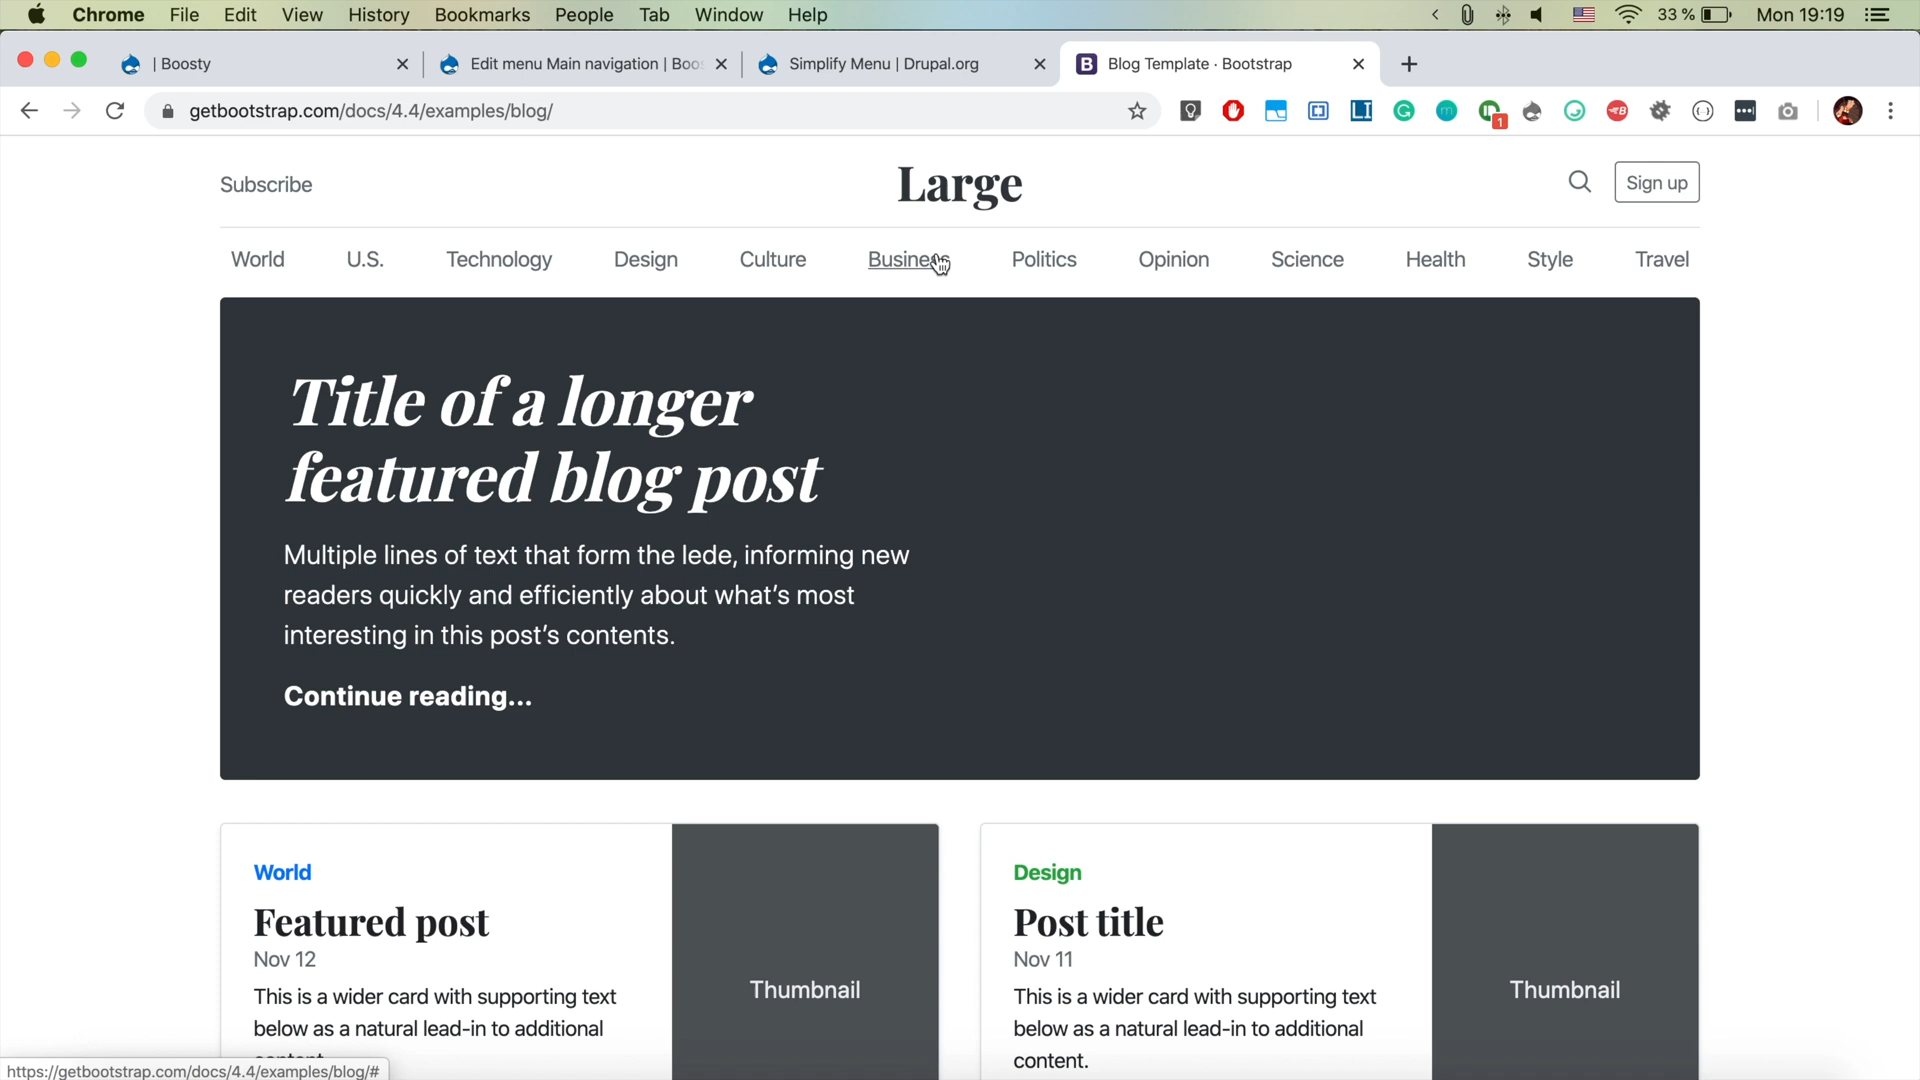 Chrome File Edit View History Bookmarks People Tab Window Help 33 % Mon 19:19
| Boosty Edit menu Main navigation | Boos Simplify Menu | Drupal.org Blog Template · Bootstrap
getbootstrap.com/docs/4.4/examples/blog/
1
Subscribe Large Sign up
World U.S. Technology Design Culture Business Politics Opinion Science Health Style Travel
Title of a longer
featured blog post
Multiple lines of text that form the lede, informing new
readers quickly and efficiently about what’s most
interesting in this post’s contents.
Continue reading...
World
Featured post
Nov 12
This is a wider card with supporting text
below as a natural lead-in to additional
content.
Thumbnail
Design
Post title
Nov 11
This is a wider card with supporting text
below as a natural lead-in to additional
content.
Thumbnail
https://getbootstrap.com/docs/4.4/examples/blog/#